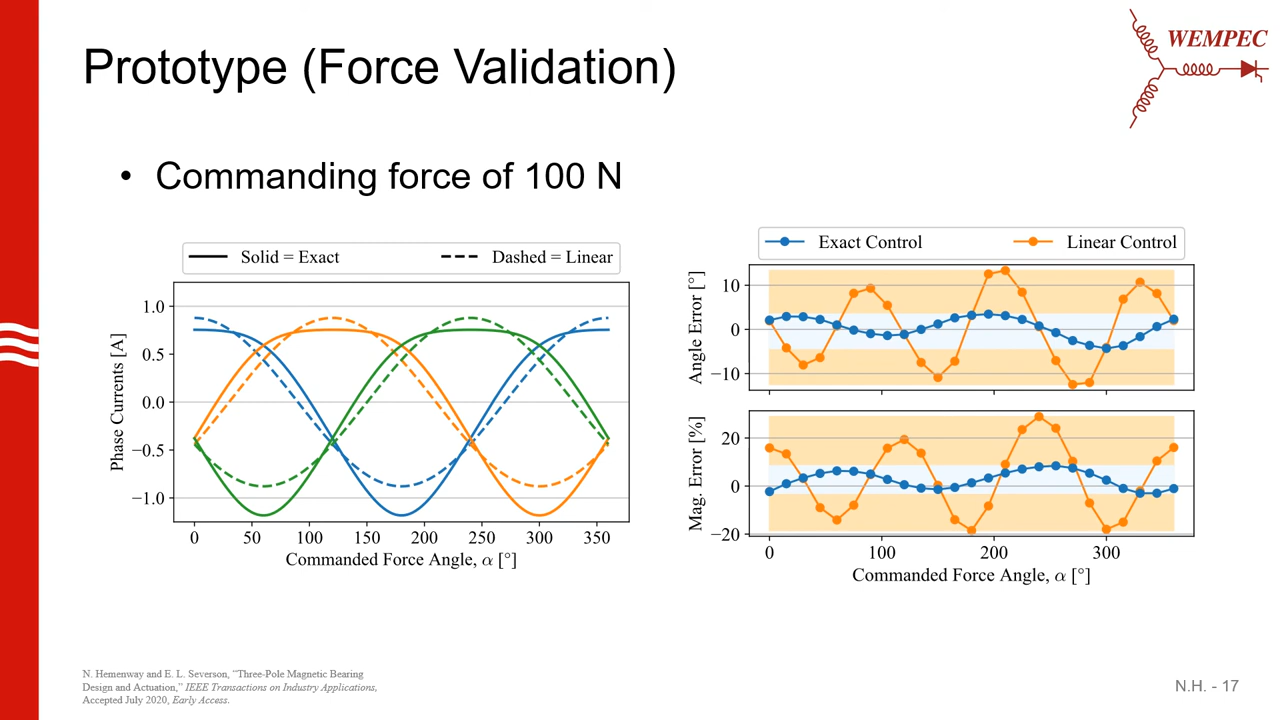 Prototype (Force Validation)
WEMPEC
• Commanding force of 100 N
Solid = Exact
Dashed = Linear
1.0
0.5
0.0
−0.5
−1.0
Phase Currents [A]
0 50 100 150 200 250 300 350
Commanded Force Angle, α [°]
Exact Control
Linear Control
10
0
−10
Angle Error [°]
20
0
−20
Mag. Error [%]
0 100 200 300
Commanded Force Angle, α [°]
N. Hemenway and E. L. Severson, “Three-Pole Magnetic Bearing
Design and Actuation,” IEEE Transactions on Industry Applications,
Accepted July 2020, Early Access.
N.H. - 17